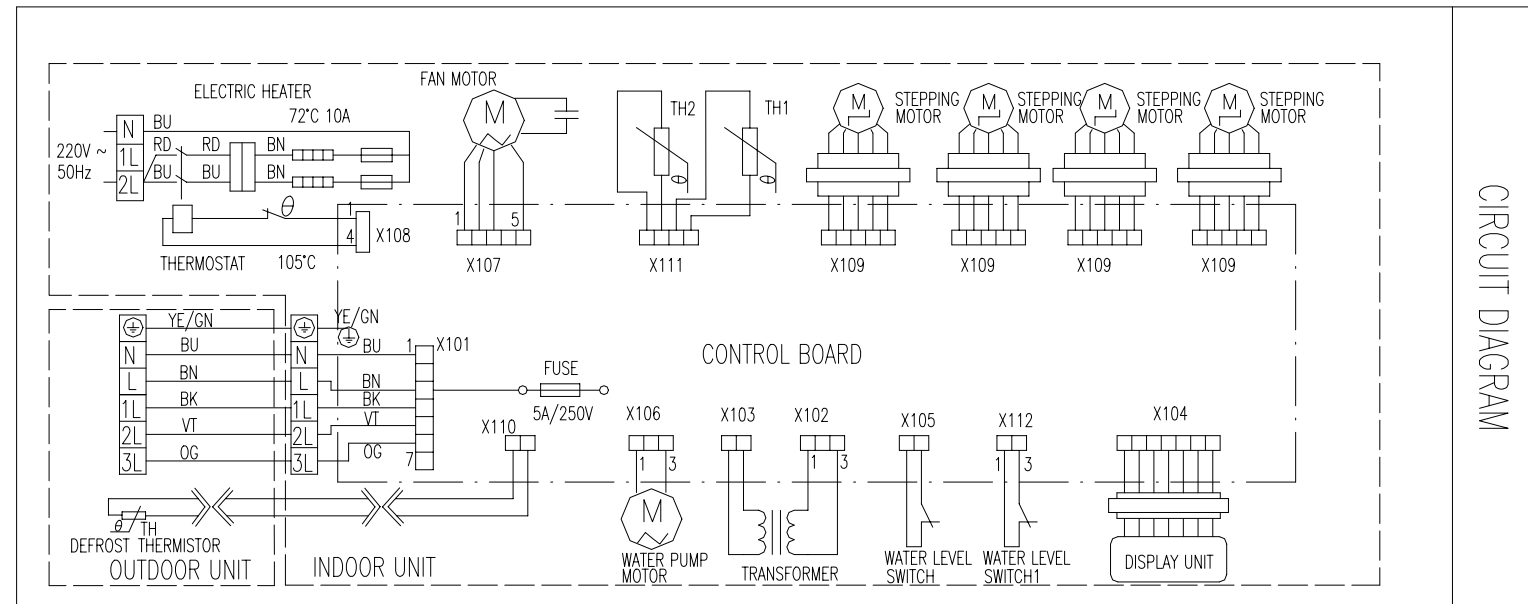 CIRCUIT DIAGRAM
FAN MOTOR
ELECTRIC HEATER
72°C 10A
220V ~
50Hz
N
1L
2L
BU
RD
RD
BN
BU
BU
BN
θ
THERMOSTAT
105°C
1
4
X108
M
1
5
X107
TH2
θ
TH1
θ
X111
M
STEPPING
MOTOR
X109
M
STEPPING
MOTOR
X109
M
STEPPING
MOTOR
X109
M
STEPPING
MOTOR
X109
YE/GN
YE/GN
N
BU
N
BU
1
X101
L
BN
L
BN
1L
BK
1L
BK
2L
VT
2L
VT
3L
OG
3L
OG
7
CONTROL BOARD
FUSE
5A/250V
X110
θ
TH
DEFROST THERMISTOR
OUTDOOR UNIT
INDOOR UNIT
X106
1
3
M
WATER PUMP
MOTOR
X103
X102
1
3
TRANSFORMER
X105
WATER LEVEL
SWITCH
X112
1
3
WATER LEVEL
SWITCH1
X104
DISPLAY UNIT